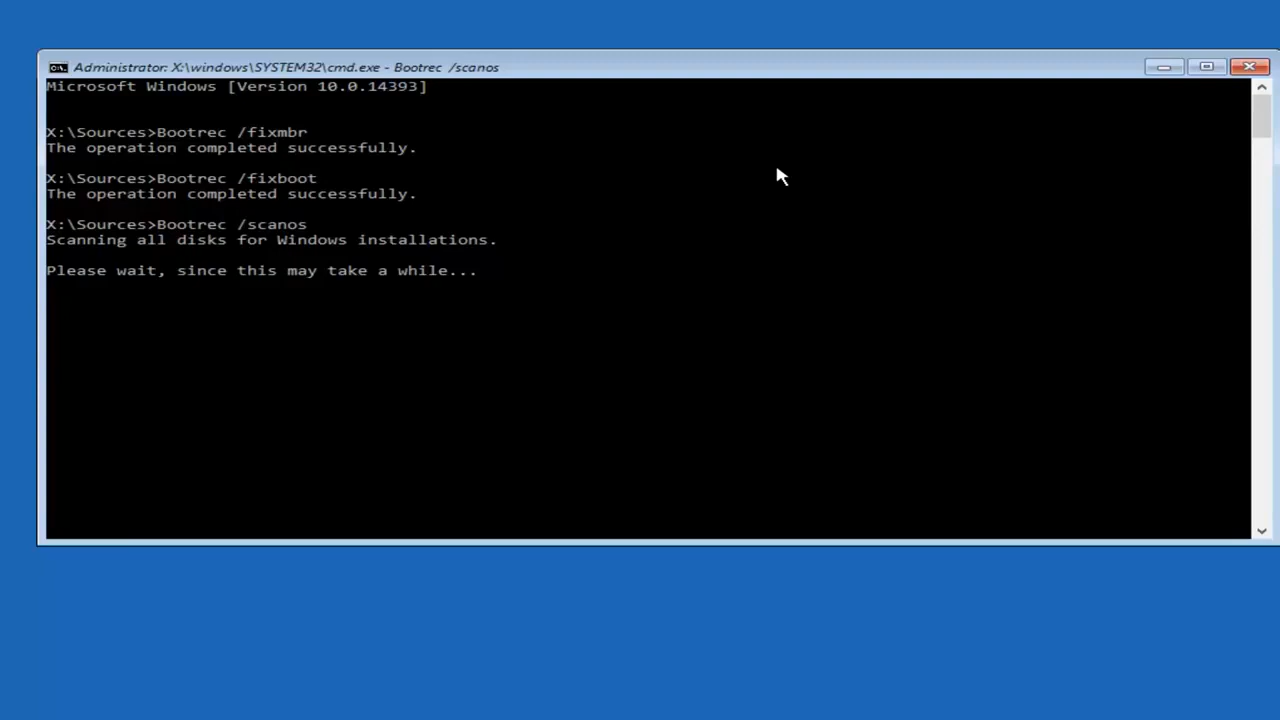 Administrator: X:\windows\SYSTEM32\cmd.exe - Bootrec /scanos
Microsoft Windows [Version 10.0.14393]
X:\Sources>Bootrec /fixmbr
The operation completed successfully.
X:\Sources>Bootrec /fixboot
The operation completed successfully.
X:\Sources>Bootrec /scanos
Scanning all disks for Windows installations.
Please wait, since this may take a while...